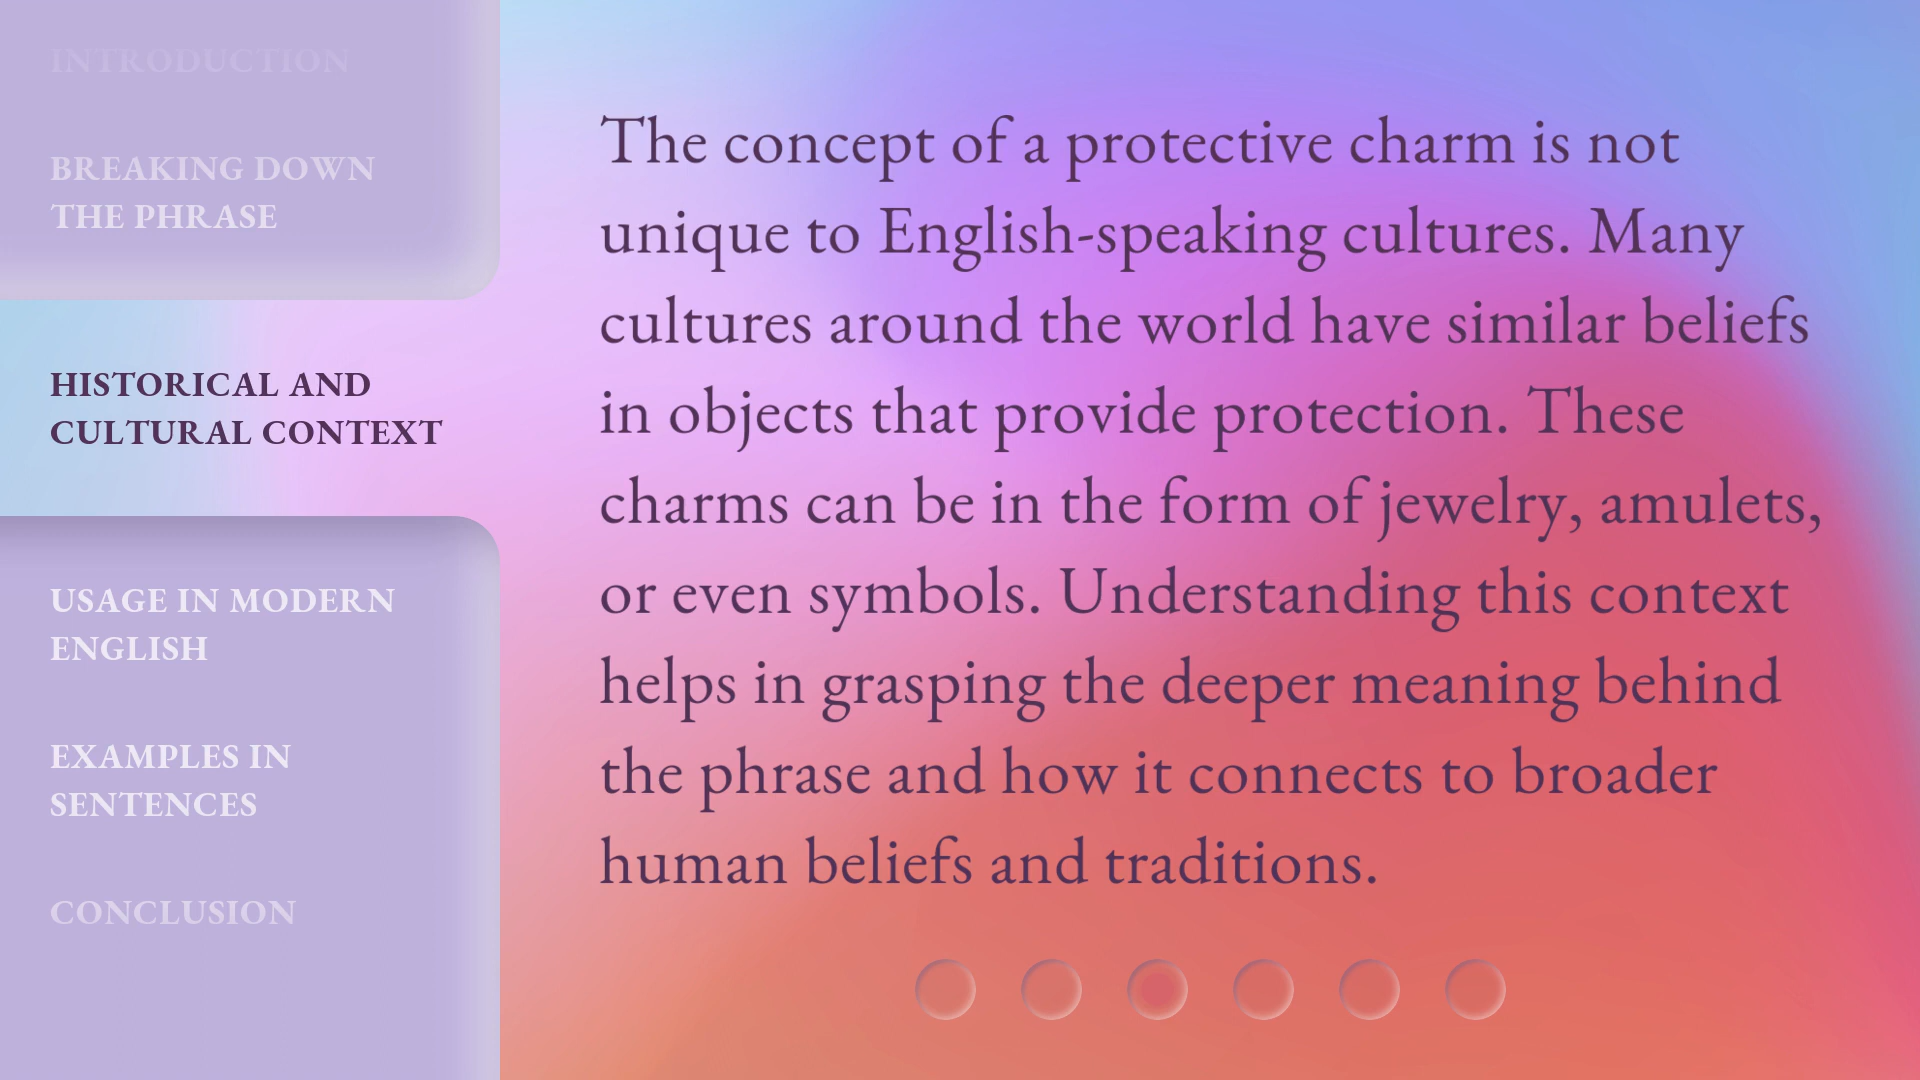 INTRODUCTION
BREAKING DOWN
THE PHRASE
HISTORICAL AND
CULTURAL CONTEXT
USAGE IN MODERN
ENGLISH
EXAMPLES IN
SENTENCES
CONCLUSION
The concept of a protective charm is not
unique to English-speaking cultures. Many
cultures around the world have similar beliefs
in objects that provide protection. These
charms can be in the form of jewelry, amulets,
or even symbols. Understanding this context
helps in grasping the deeper meaning behind
the phrase and how it connects to broader
human beliefs and traditions.